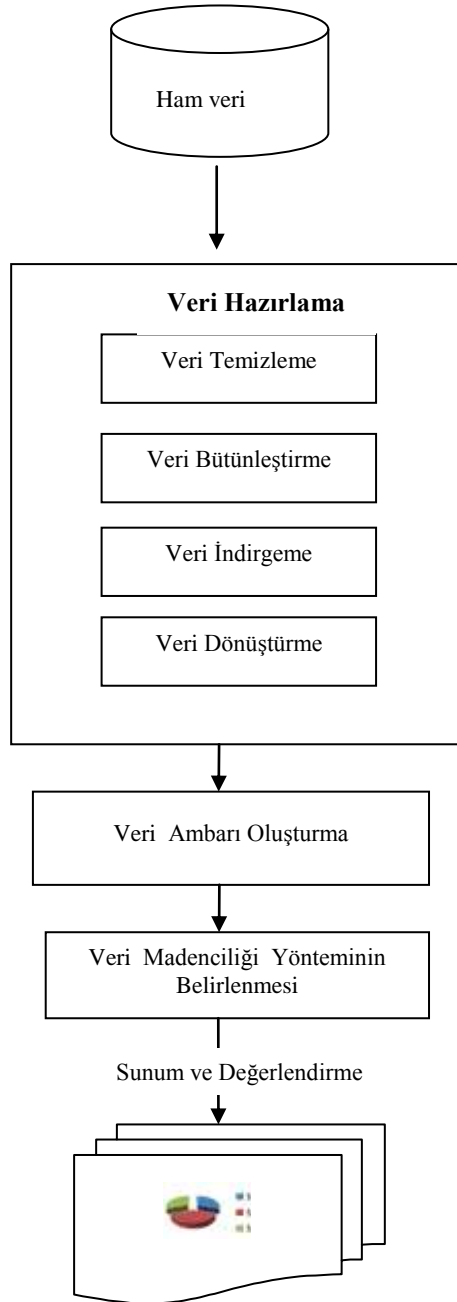 Ham veri
Veri Hazırlama
Veri Temizleme
Veri Bütünleştirme
Veri İndirgeme
Veri Dönüştürme
Veri Ambarı Oluşturma
Veri Madenciliği Yönteminin
Belirlenmesi
Sunum ve Değerlendirme